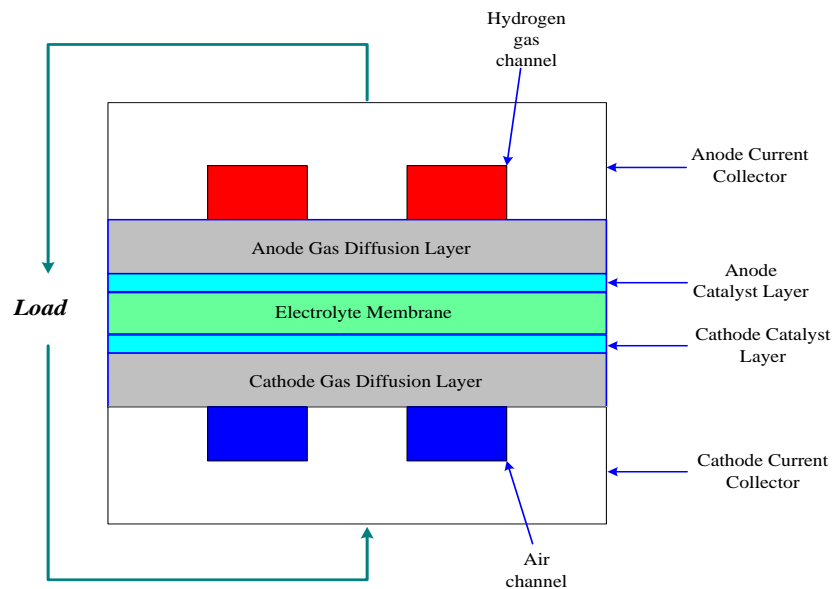 Hydrogen
gas
channel
Anode Current
Collector
Anode Gas Diffusion Layer
Anode
Catalyst Layer
Load
Electrolyte Membrane
Cathode Catalyst
Layer
Cathode Gas Diffusion Layer
Cathode Current
Collector
Air
channel